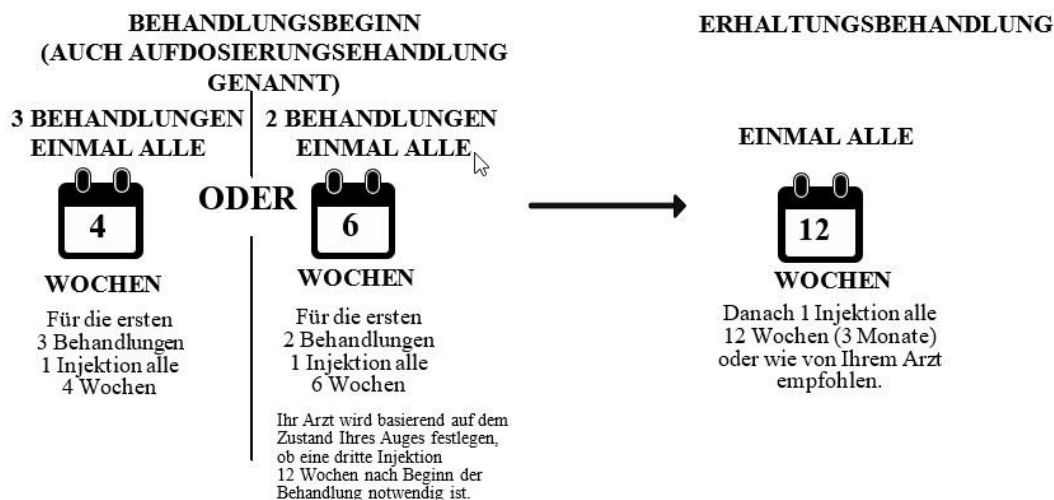 BEHANDLUNGSBEGINN
(AUCH AUFDOSIERUNGSEHANDLUNG
GENANNT)
3 BEHANDLUNGEN
EINMAL ALLE
4
WOCHEN
Für die ersten
3 Behandlungen
1 Injektion alle
4 Wochen
ODER
2 BEHANDLUNGEN
EINMAL ALLE
6
WOCHEN
Für die ersten
2 Behandlungen
1 Injektion alle
6 Wochen
Ihr Arzt wird basierend auf dem
Zustand Ihres Auges festlegen,
ob eine dritte Injektion
12 Wochen nach Beginn der
Behandlung notwendig ist.
ERHALTUNGSBEHANDLUNG
EINMAL ALLE
12
WOCHEN
Danach 1 Injektion alle
12 Wochen (3 Monate)
oder wie von Ihrem Arzt
empfohlen.